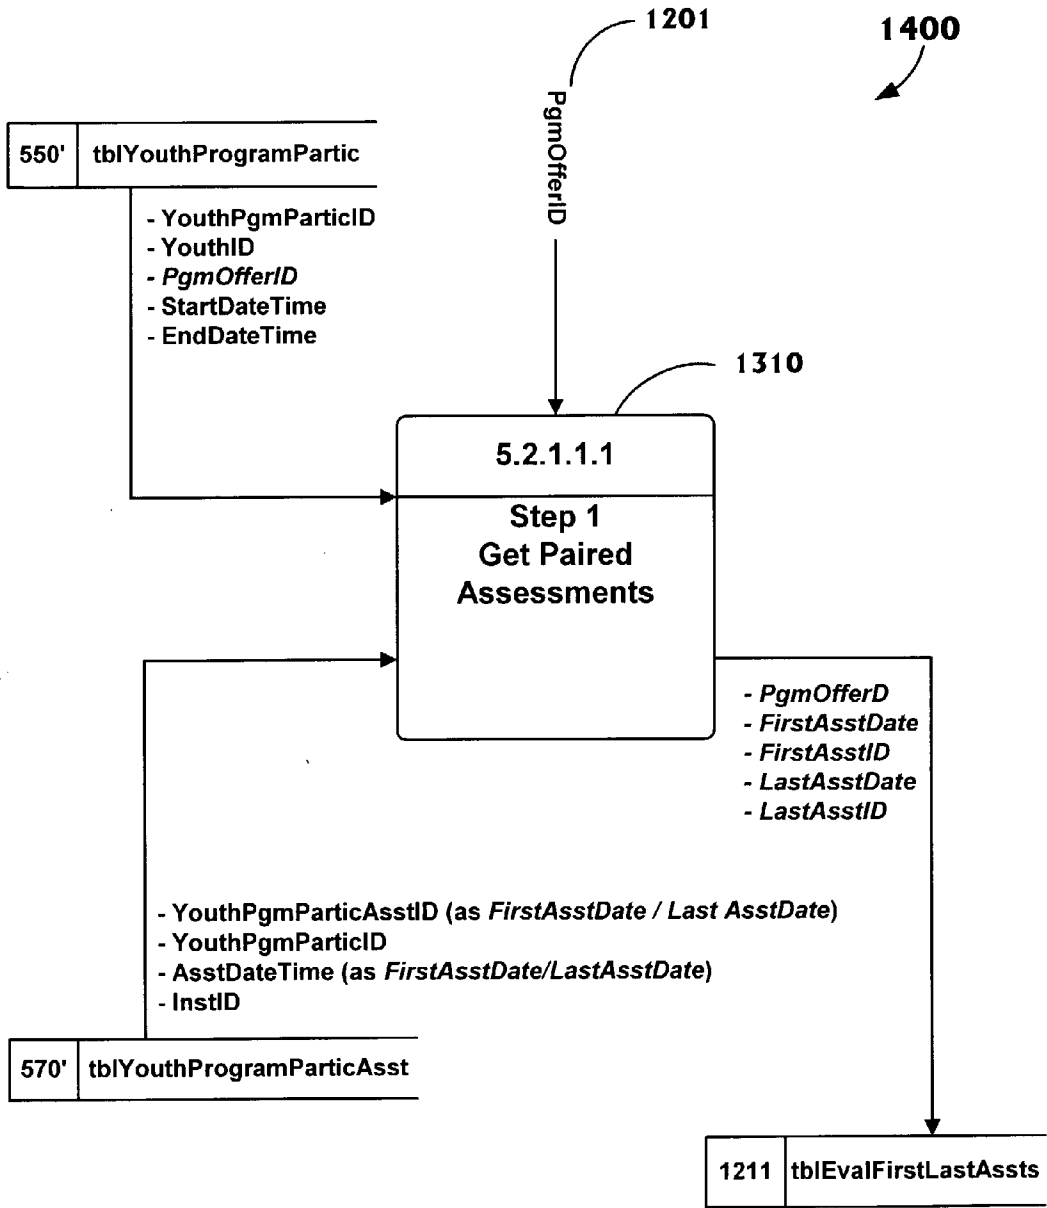 1201
1400
PgmOfferID
550' tblYouthProgramPartic
- YouthPgmParticID
- YouthID
- PgmOfferID
- StartDateTime
- EndDateTime
1310
5.2.1.1.1
Step 1
Get Paired
Assessments
- PgmOfferD
- FirstAsstDate
- FirstAsstID
- LastAsstDate
- LastAsstID
- YouthPgmParticAsstID (as FirstAsstDate / Last AsstDate)
- YouthPgmParticID
- AsstDateTime (as FirstAsstDate/LastAsstDate)
- InstID
570' tblYouthProgramParticAsst
1211 tblEvalFirstLastAssts